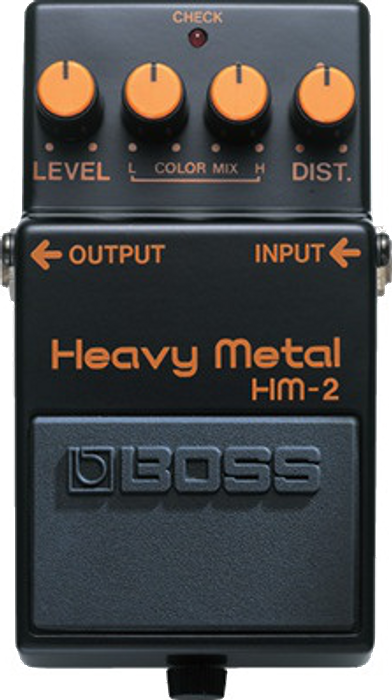 CHECK
LEVEL L COLOR MIX H DIST.
OUTPUT INPUT
Heavy Metal
HM-2
BOSS